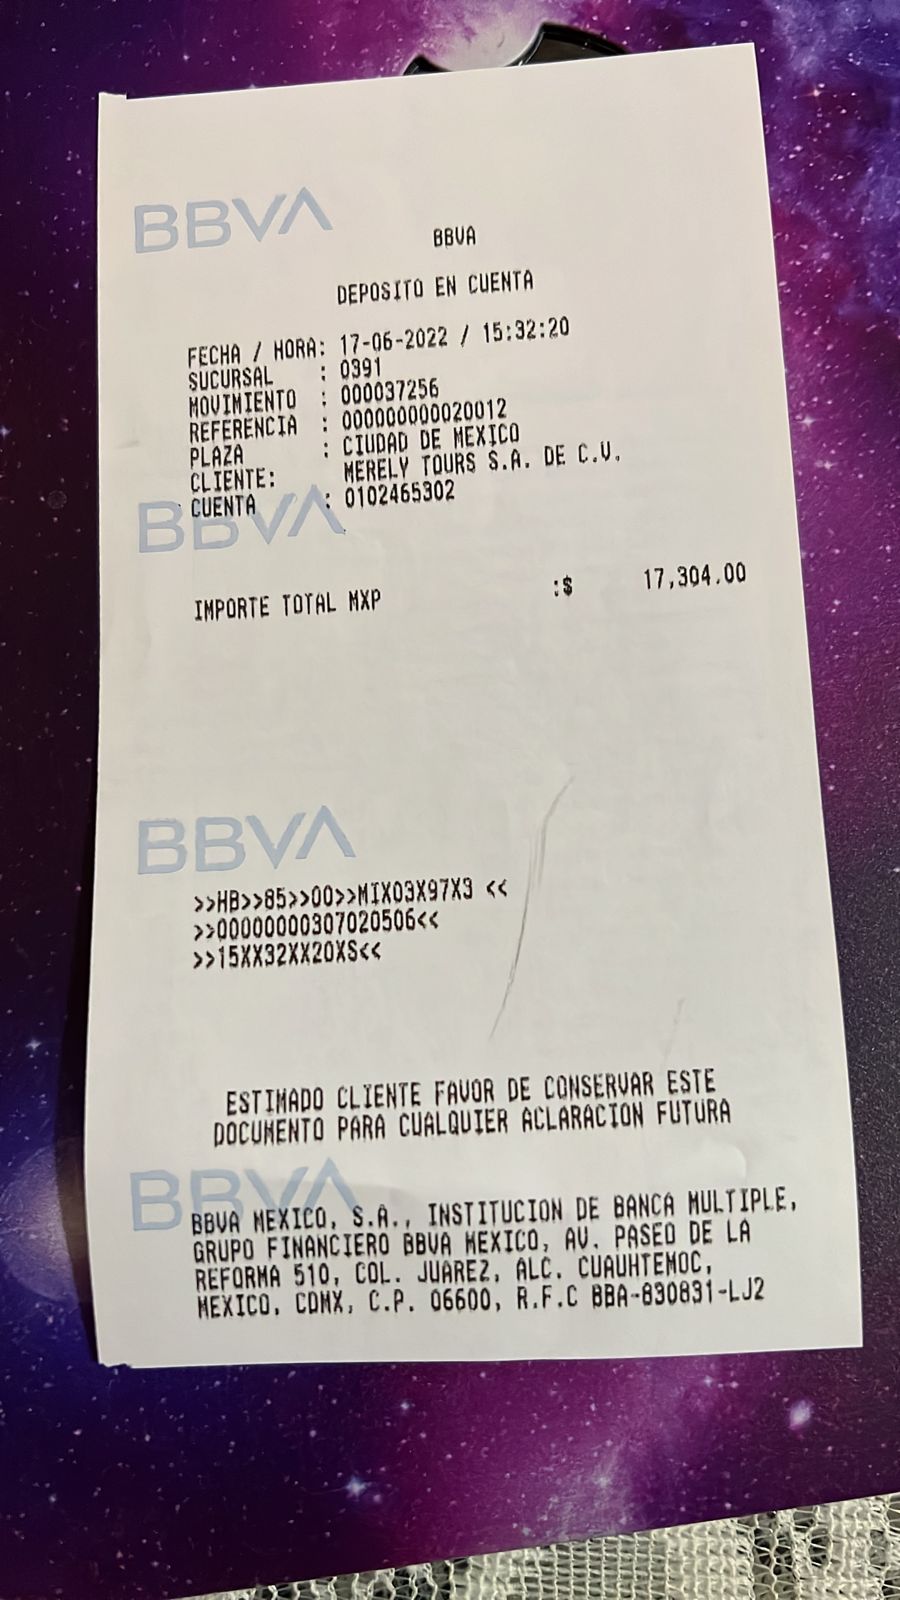 BBVA
BBVA
DEPOSITO EN CUENTA
FECHA / HORA: 17-06-2022 / 15:32:20
SUCURSAL : 0391
MOVIMIENTO : 000037256
REFERENCIA : 000000000020012
PLAZA : CIUDAD DE MEXICO
CLIENTE: MERELY TOURS S.A. DE C.V.
CUENTA : 0102465302
BBVA
IMPORTE TOTAL MXP :$ 17,304.00
BBVA
>>HB>>85>>00>>MIX03X97X3 <<
>>00000000307020506<<
>>15XX32XX20XS<<
ESTIMADO CLIENTE FAVOR DE CONSERVAR ESTE
DOCUMENTO PARA CUALQUIER ACLARACION FUTURA
BBVA
BBVA MEXICO, S.A., INSTITUCION DE BANCA MULTIPLE,
GRUPO FINANCIERO BBVA MEXICO, AV. PASEO DE LA
REFORMA 510, COL. JUAREZ, ALC. CUAUHTEMOC,
MEXICO, CDMX, C.P. 06600, R.F.C BBA-830831-LJ2